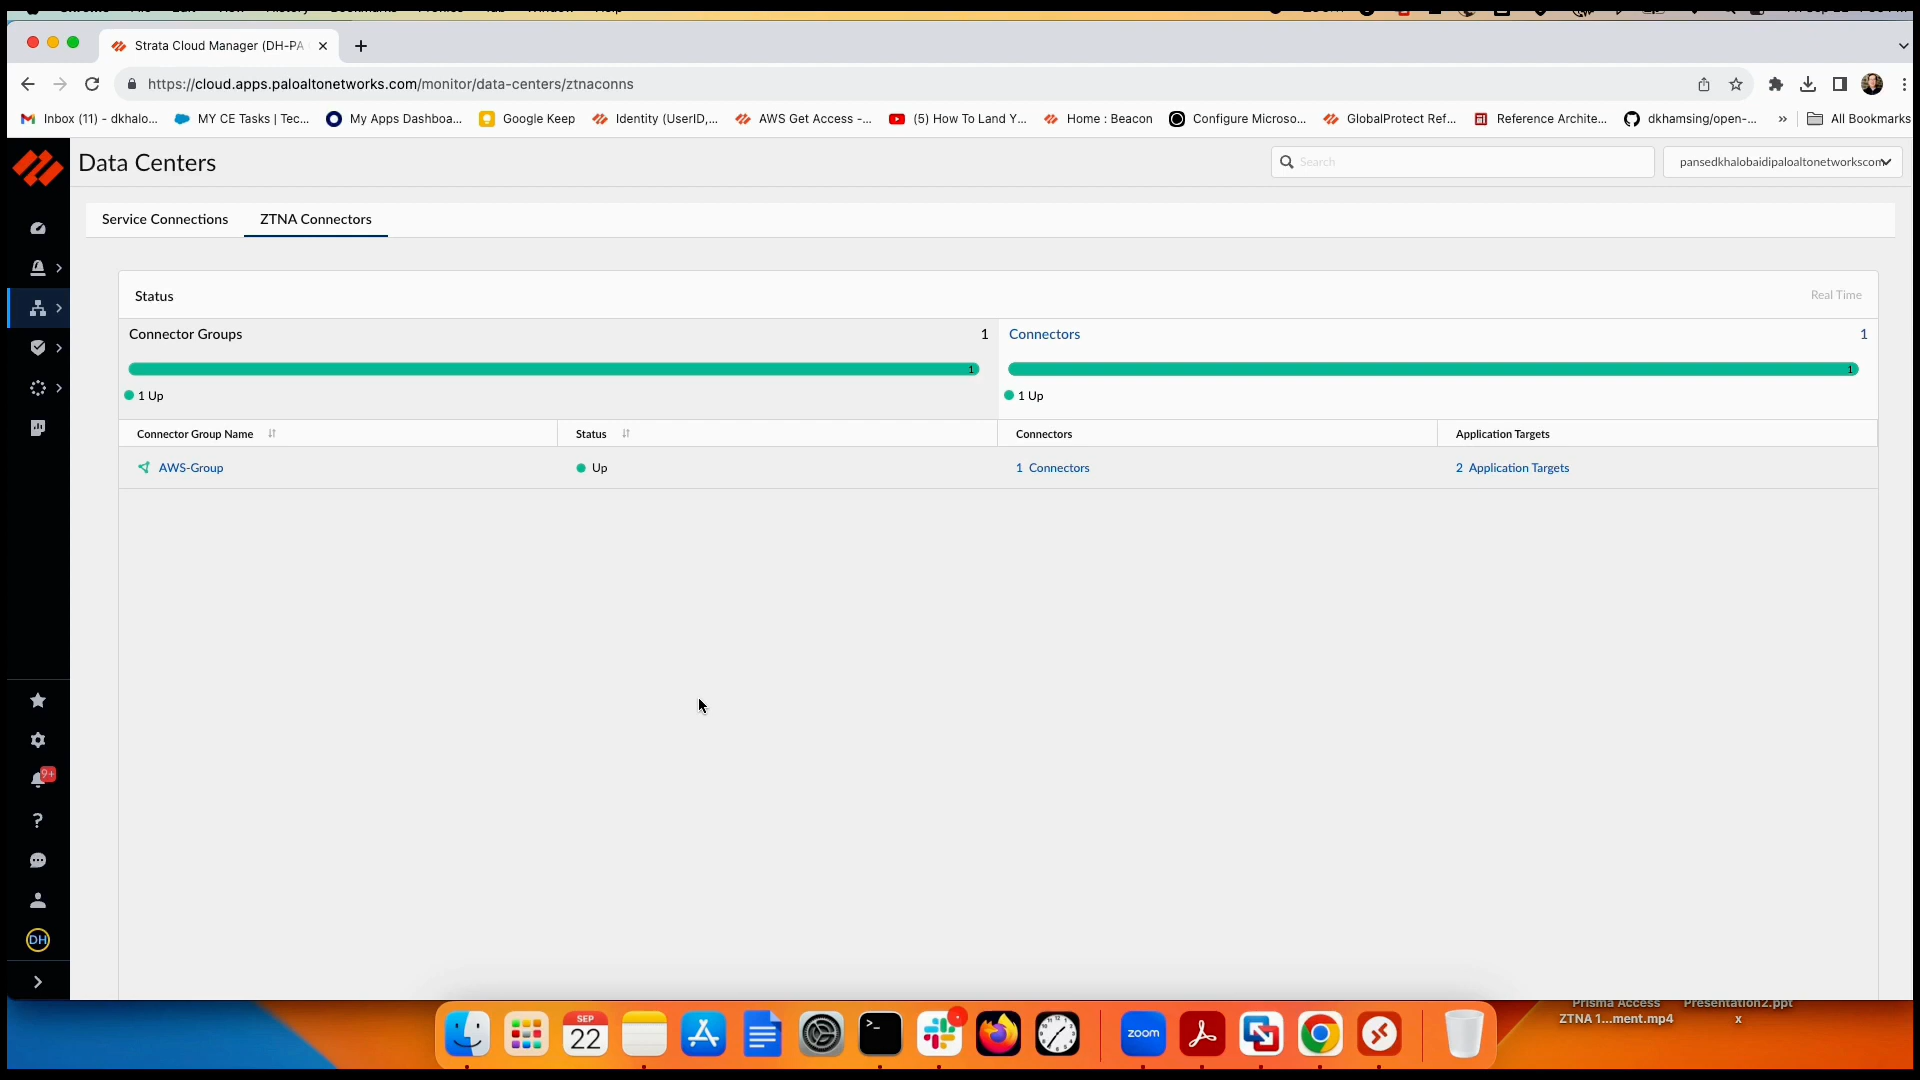 Strata Cloud Manager (DH-PA
https://cloud.apps.paloaltonetworks.com/monitor/data-centers/ztnaconns
Inbox (11) - dkhalo... MY CE Tasks | Tec... My Apps Dashboa... Google Keep Identity (UserID,... AWS Get Access -... (5) How To Land Y... Home : Beacon Configure Microso... GlobalProtect Ref... Reference Archite... dkhamsing/open-... » All Bookmarks
Data Centers
Search
pansedkhalobaidipaloaltonetworkscom
Service Connections ZTNA Connectors
Status Real Time
Connector Groups 1 Connectors 1
1 1
1 Up 1 Up
Connector Group Name Status Connectors Application Targets
AWS-Group Up 1 Connectors 2 Application Targets
9+
?
DH
Prisma Access Presentation2.ppt
ZTNA 1...ment.mp4 x
SEP
22
>_
zoom